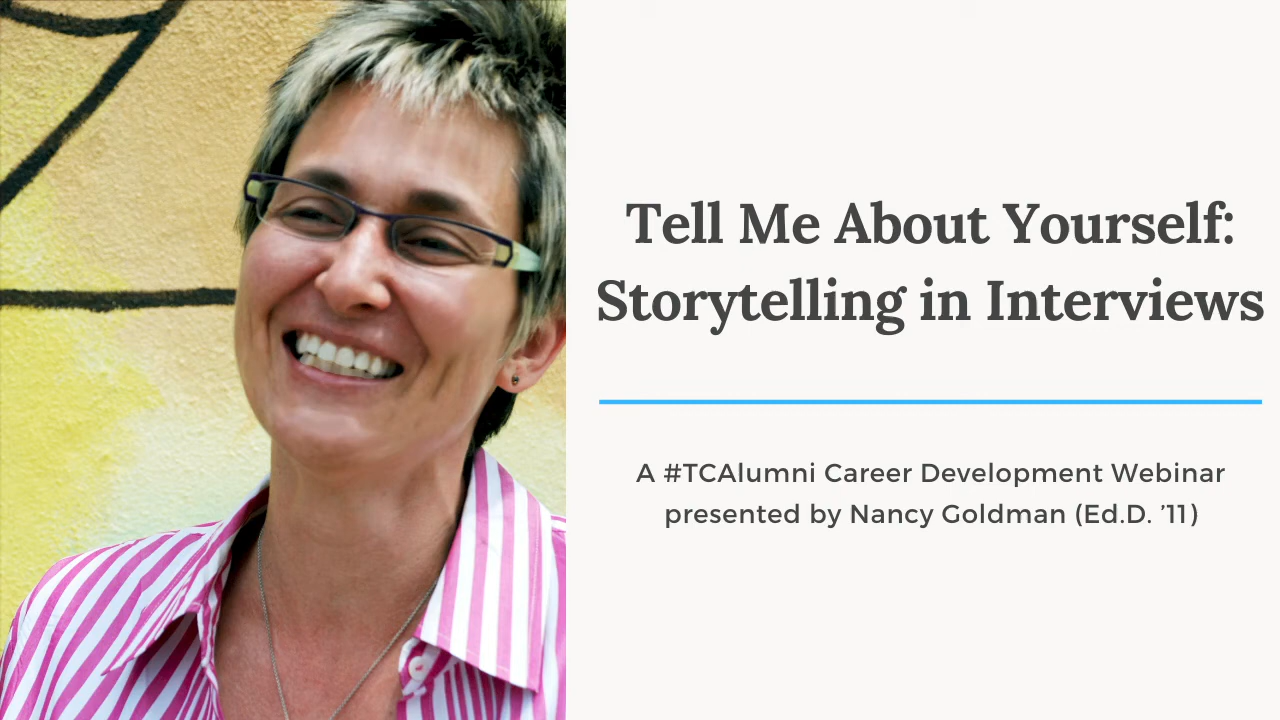 Tell Me About Yourself:
Storytelling in Interviews
A #TCAlumni Career Development Webinar
presented by Nancy Goldman (Ed.D. ’11)